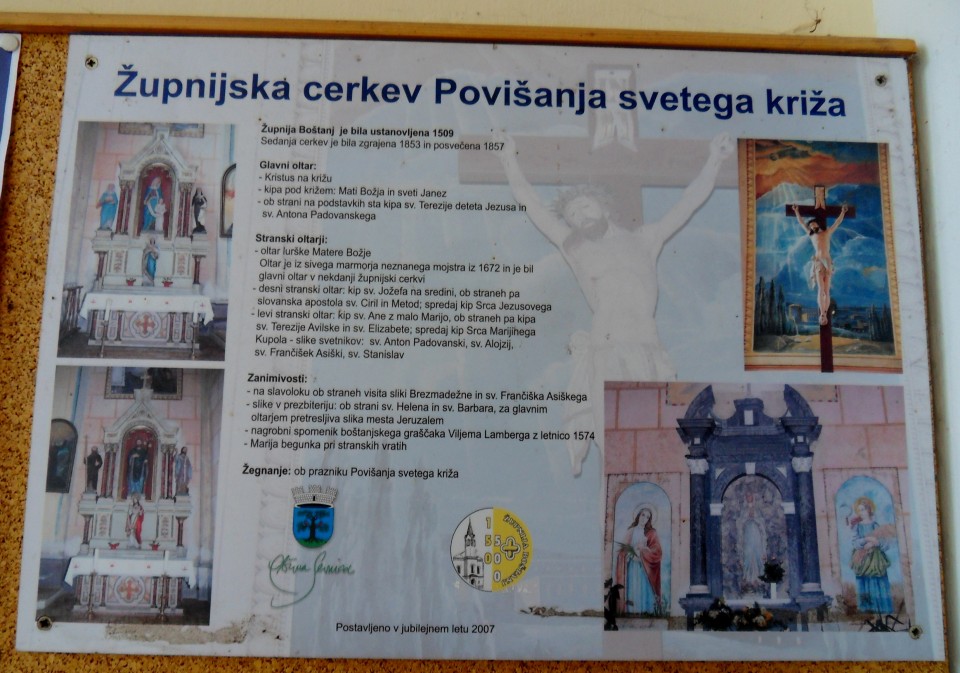 Župnijska cerkev Povišanja svetega križa
Župnija Boštanj je bila ustanovljena 1509
Sedanja cerkev je bila zgrajena 1853 in posvečena 1857
Glavni oltar:
- Kristus na križu
- kipa pod križem: Mati Božja in sveti Janez
- ob strani na podstavkih sta kipa sv. Terezije deteta Jezusa in
sv. Antona Padovanskega
Stranski oltarji:
- oltar lurške Matere Božje
Oltar je iz sivega marmorja neznanega mojstra iz 1672 in je bil
glavni oltar v nekdanji župnijski cerkvi
- desni stranski oltar: kip sv. Jožefa na sredini, ob straneh pa
slovanska apostola sv. Ciril in Metod; spredaj kip Srca Jezusovega
- levi stranski oltar: kip sv. Ane z malo Marijo, ob straneh pa kipa
sv. Terezije Avilske in sv. Elizabete; spredaj kip Srca Marijihega
Kupola - slike svetnikov: sv. Anton Padovanski, sv. Alojzij,
sv. Frančišek Asiški, sv. Stanislav
Zanimivosti:
- na slavoloku ob straneh visita sliki Brezmadežne in sv. Frančiška Asiškega
- slike v prezbiteriju: ob strani sv. Helena in sv. Barbara, za glavnim
oltarjem pretresljiva slika mesta Jeruzalem
- nagrobni spomenik boštanjskega graščaka Viljema Lamberga z letnico 1574
- Marija begunka pri stranskih vratih
Žegnanje: ob prazniku Povišanja svetega križa
ŽUPNIJA BOŠTANJ
1500
500
Postavljeno v jubilejnem letu 2007